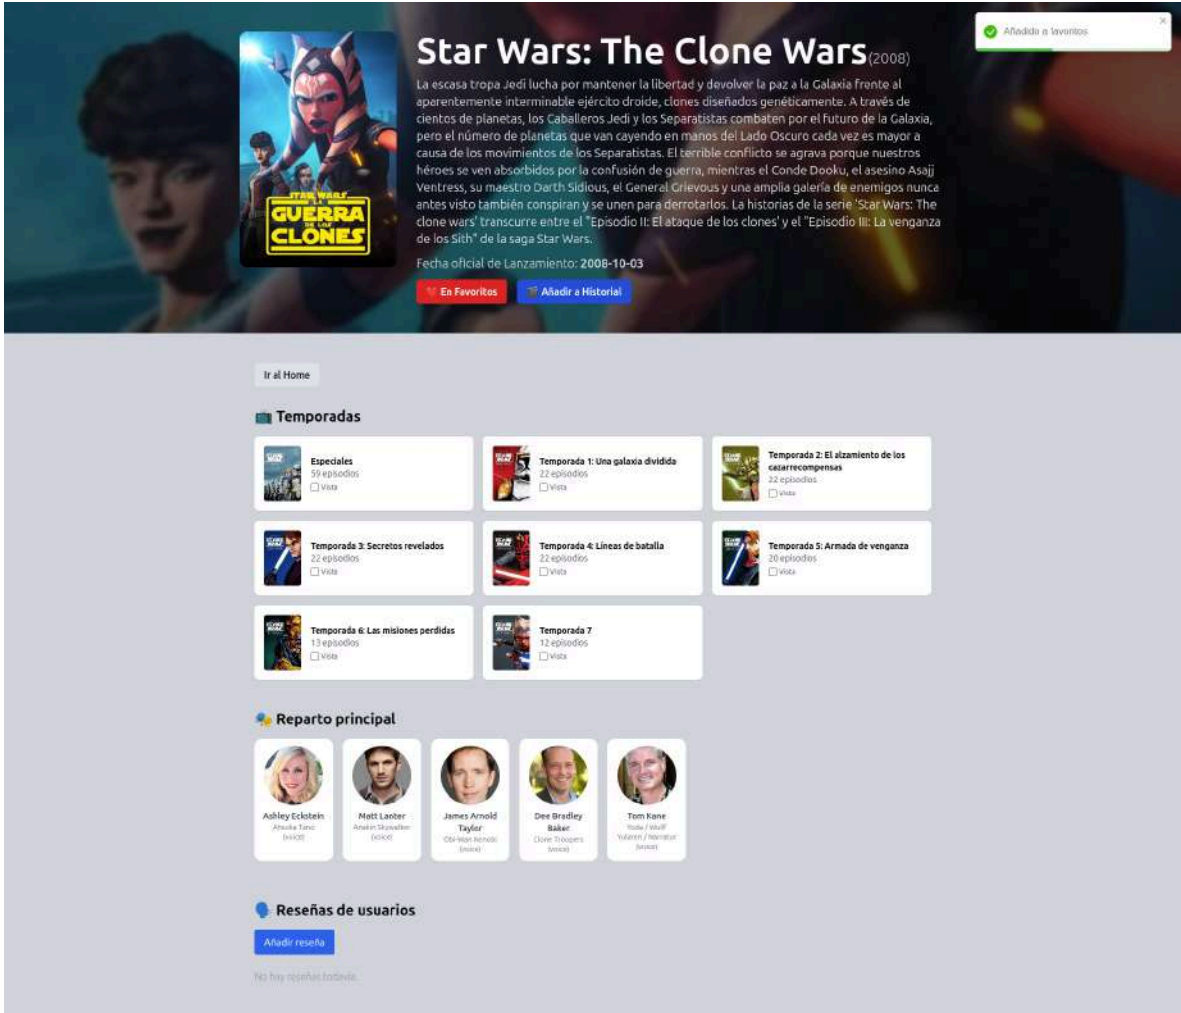 Star Wars: The Clone Wars(2008)
Añadido a favoritos
La escasa tropa Jedi lucha por mantener la libertad y devolver la paz a la Galaxia frente al
aparentemente interminable ejército droide, clones diseñados genéticamente. A través de
cientos de planetas, los Caballeros Jedi y los Separatistas combaten por el futuro de la Galaxia,
pero el número de planetas que van cayendo en manos del Lado Oscuro cada vez es mayor a
causa de los movimientos de los Separatistas. El terrible conflicto se agrava porque nuestros
héroes se ven absorbidos por la confusión de guerra, mientras el Conde Dooku, el asesino Asajj
Ventress, su maestro Darth Sidious, el General Grievous y una amplia galería de enemigos nunca
antes visto también conspiran y se unen para derrotarlos. La historias de la serie 'Star Wars: The
clone wars' transcurre entre el "Episodio II: El ataque de los clones' y el "Episodio III: La venganza
de los Sith" de la saga Star Wars.
STAR WARS
LA
GUERRA
DE LOS
CLONES
Fecha oficial de Lanzamiento: 2008-10-03
En Favoritos
Añadir a Historial
Ir al Home
Temporadas
Especiales
59 episodios
Vista
Temporada 1: Una galaxia dividida
22 episodios
Vista
Temporada 2: El alzamiento de los
cazarrecompensas
22 episodios
Vista
Temporada 3: Secretos revelados
22 episodios
Vista
Temporada 4: Líneas de batalla
22 episodios
Vista
Temporada 5: Armada de venganza
20 episodios
Vista
Temporada 6: Las misiones perdidas
13 episodios
Vista
Temporada 7
12 episodios
Vista
Reparto principal
Ashley Eckstein
Ahsoka Tano
(voice)
Matt Lanter
Anakin Skywalker
(voice)
James Arnold
Taylor
Obi-Wan Kenobi
(voice)
Dee Bradley
Baker
Clone Troopers
(voice)
Tom Kane
Yoda / Wulf
Yularen / Narrator
(voice)
Reseñas de usuarios
Añadir reseña
No hay reseñas todavía.